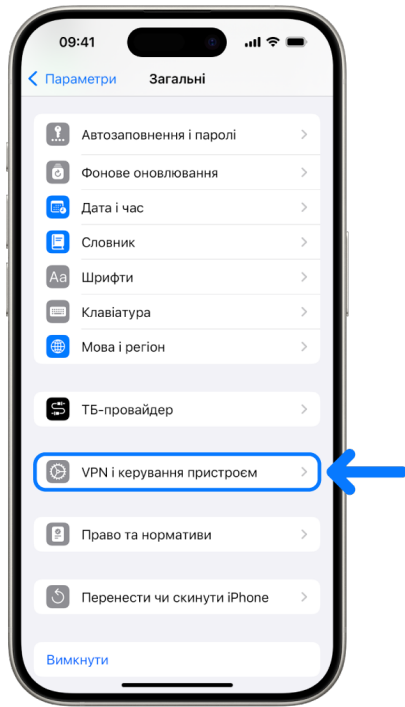 09:41
Параметри
Загальні
Автозаповнення і паролі
Фонове оновлювання
Дата і час
Словник
Aa Шрифти
Клавіатура
Мова і регіон
ТБ-провайдер
VPN і керування пристроєм
Право та нормативи
Перенести чи скинути iPhone
Вимкнути